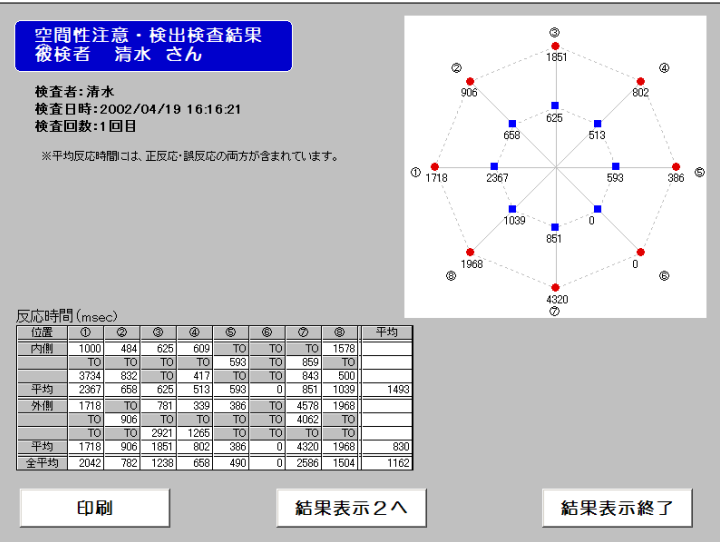 空間性注意・検出検査結果
被検者 清水 さん
検査者:清水
検査日時:2002/04/19 16:16:21
検査回数:1回目
※平均反応時間には、正反応・誤反応の両方が含まれています。
③
1851
②
906
④
802
625
658
513
①
1718
2367
593
386
⑤
1039
0
851
1968
⑧
0
⑥
4320
⑦
反応時間(msec)
位置 ① ② ③ ④ ⑤ ⑥ ⑦ ⑧ 平均
内側 1000 484 625 609 TO TO TO 1578
TO TO TO TO 593 TO 859 TO
3734 832 TO 417 TO TO 843 500
平均 2367 658 625 513 593 0 851 1039 1493
外側 1718 TO 781 339 386 TO 4578 1968
TO 906 TO TO TO TO 4062 TO
TO TO 2921 1265 TO TO TO TO
平均 1718 906 1851 802 386 0 4320 1968 830
全平均 2042 782 1238 658 490 0 2586 1504 1162
印刷 結果表示2へ 結果表示終了